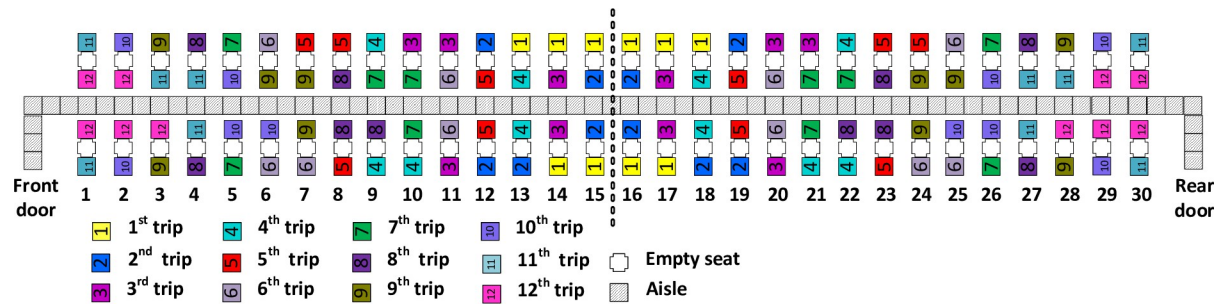 11 10 9 8 7 6 5 5 4 3 3 2 1 1 1 1 1 1 2 3 3 4 5 5 6 7 8 9 10 11
12 12 11 11 10 9 9 8 7 7 6 5 4 3 2 2 3 4 5 6 7 7 8 9 9 10 11 11 12 12
12 12 12 11 10 10 9 8 8 7 6 5 4 3 2 2 3 4 5 6 7 8 8 9 10 10 11 12 12 12
11 10 9 8 7 6 6 5 4 4 3 2 2 1 1 1 1 2 2 3 4 4 5 6 6 7 8 9 10 11
Front
door
1 2 3 4 5 6 7 8 9 10 11 12 13 14 15 16 17 18 19 20 21 22 23 24 25 26 27 28 29 30
Rear
door
1 1st trip 4 4th trip 7 7th trip 10 10th trip
2 2nd trip 5 5th trip 8 8th trip 11 11th trip Empty seat
3 3rd trip 6 6th trip 9 9th trip 12 12th trip Aisle